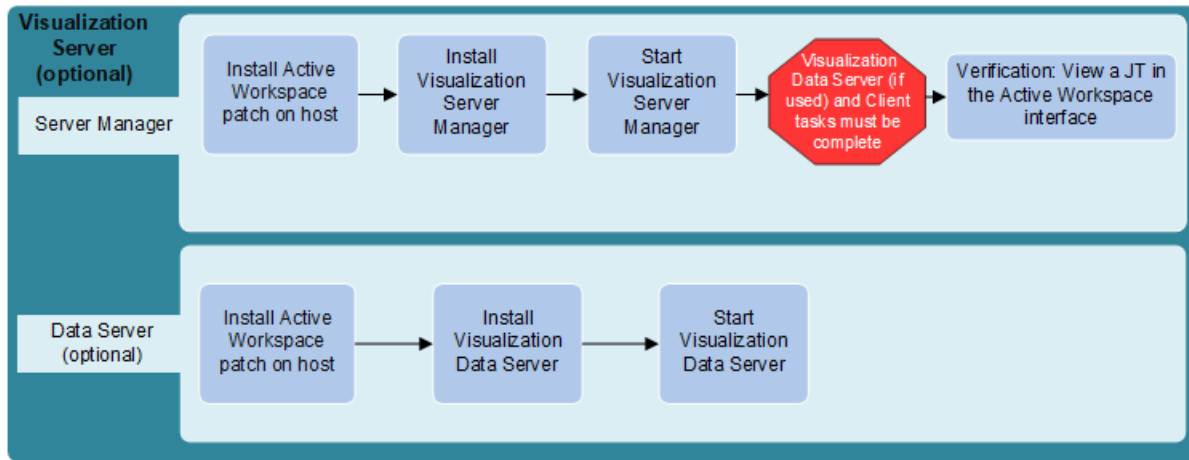 Visualization
Server
(optional)
Server Manager
Install Active
Workspace
patch on host
Install
Visualization
Server
Manager
Start
Visualization
Server
Manager
Visualization
Data Server (if
used) and Client
tasks must be
complete
Verification: View a JT in
the Active Workspace
interface
Data Server
(optional)
Install Active
Workspace
patch on host
Install
Visualization
Data Server
Start
Visualization
Data Server